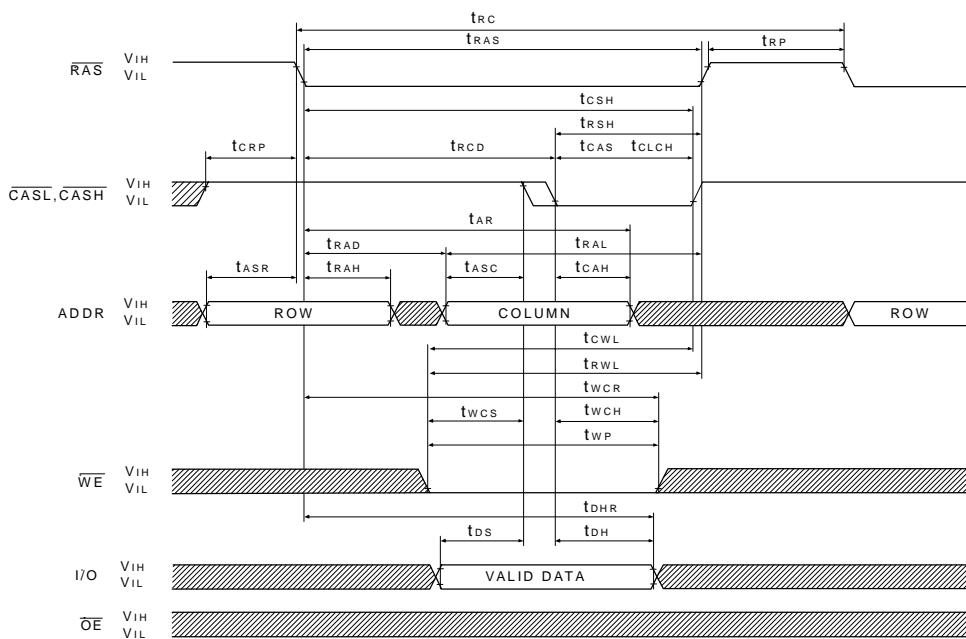 tRC
tRAS tRP
RAS VIH
VIL
tCSH
tRSH
tCRP tRCD tCAS tCLCH
CASL,CASH VIH
VIL
tAR
tRAD tRAL
tASR tRAH tASC tCAH
ADDR VIH
VIL
ROW COLUMN ROW
tCWL
tRWL
tWCR
tWCS tWCH
tWP
WE VIH
VIL
tDHR
tDS tDH
I/O VIH
VIL
VALID DATA
OE VIH
VIL